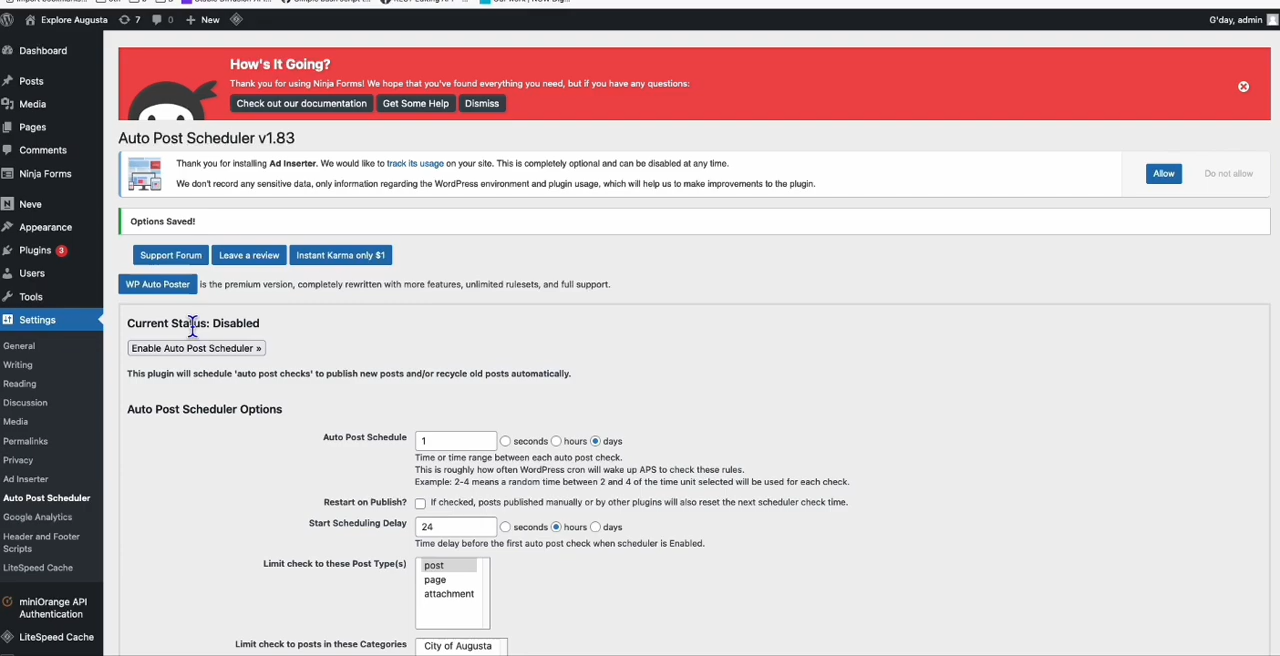 Explore Augusta 7 0 New G'day, admin
Dashboard
Posts
Media
Pages
Comments
Ninja Forms
Neve
Appearance
Plugins 3
Users
Tools
Settings
General
Writing
Reading
Discussion
Media
Permalinks
Privacy
Ad Inserter
Auto Post Scheduler
Google Analytics
Header and Footer
Scripts
LiteSpeed Cache
miniOrange API
Authentication
LiteSpeed Cache
How's It Going?
Thank you for using Ninja Forms! We hope that you've found everything you need, but if you have any questions:
Check out our documentation Get Some Help Dismiss
Auto Post Scheduler v1.83
Thank you for installing Ad Inserter. We would like to track its usage on your site. This is completely optional and can be disabled at any time.
We don't record any sensitive data, only information regarding the WordPress environment and plugin usage, which will help us to make improvements to the plugin.
Allow Do not allow
Options Saved!
Support Forum Leave a review Instant Karma only $1
WP Auto Poster is the premium version, completely rewritten with more features, unlimited rulesets, and full support.
Current Status: Disabled
Enable Auto Post Scheduler »
This plugin will schedule 'auto post checks' to publish new posts and/or recycle old posts automatically.
Auto Post Scheduler Options
Auto Post Schedule 1 seconds hours days
Time or time range between each auto post check.
This is roughly how often WordPress cron will wake up APS to check these rules.
Example: 2-4 means a random time between 2 and 4 of the time unit selected will be used for each check.
Restart on Publish? If checked, posts published manually or by other plugins will also reset the next scheduler check time.
Start Scheduling Delay 24 seconds hours days
Time delay before the first auto post check when scheduler is Enabled.
Limit check to these Post Type(s) post
page
attachment
Limit check to posts in these Categories City of Augusta